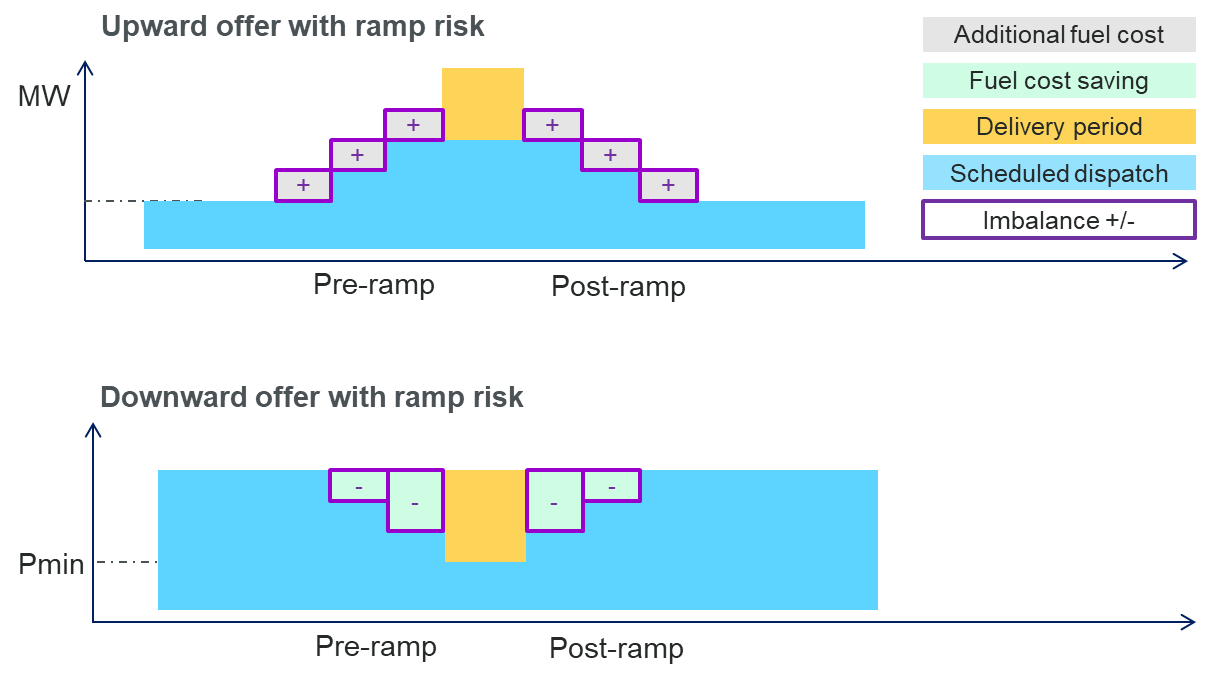 Upward offer with ramp risk
MW
+
+
+
+
+
+
Pre-ramp
Post-ramp
Additional fuel cost
Fuel cost saving
Delivery period
Scheduled dispatch
Imbalance +/-
Downward offer with ramp risk
-
-
-
-
Pmin
Pre-ramp
Post-ramp